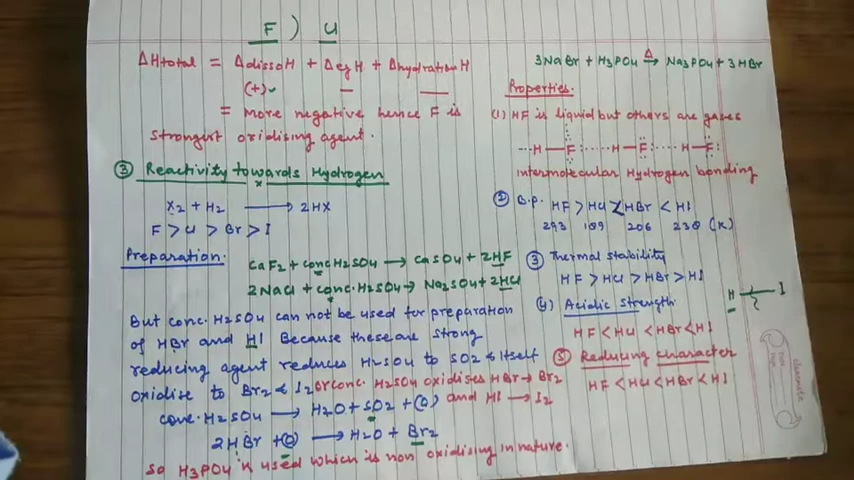 F ) Cl
ΔHtotal = ΔdissoH + ΔegH + ΔhydrationH
(+) — —
= more negative hence F is
strongest oxidising agent.
③ Reactivity towards Hydrogen
X2 + H2 ⟶ 2HX
F > Cl > Br > I
Preparation.
CaF2 + conc H2SO4 ⟶ CaSO4 + 2HF
2NaCl + conc. H2SO4 → Na2SO4 + 2HCl
But conc. H2SO4 can not be used for preparation
of HBr and HI Because these are strong
reducing agent reduces H2SO4 to SO2 & itself
oxidise to Br2 & I2 or conc. H2SO4 oxidises HBr → Br2
conc. H2SO4 ⟶ H2O + SO2 + (O) and HI → I2
2HBr + (O) ⟶ H2O + Br2
So H3PO4 is used which is non oxidising in nature.
3NaBr + H3PO4 Δ→ Na3PO4 + 3HBr
Properties.
(1) HF is liquid but others are gases
---H—F:·····H—F:·····H—F:
intermolecular Hydrogen bonding
② B.p. HF > HCl < HBr < HI
293 189 206 238 (K)
③ Thermal stability
HF > HCl > HBr > HI
H I
(4) Acidic strength
HF < HCl < HBr < HI
⑤ Reducing character
HF < HCl < HBr < HI
classmate